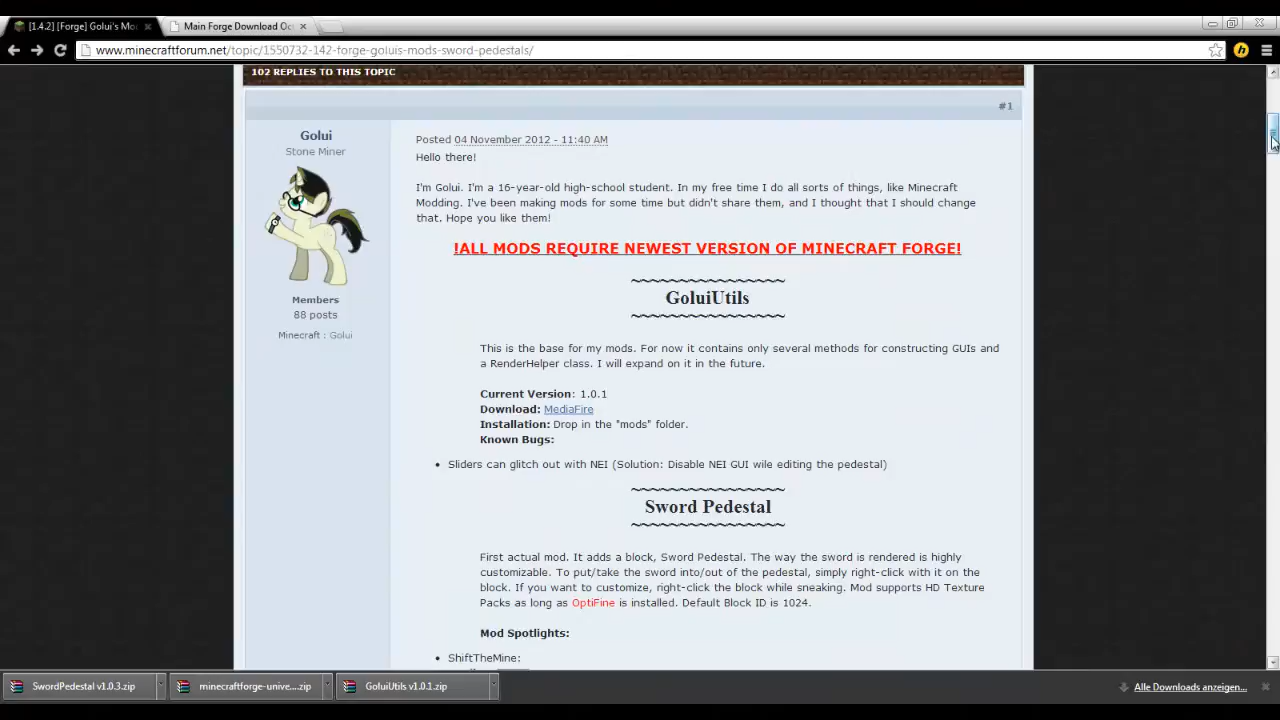 [1.4.2] [Forge] Golui's Mo
Main Forge Download Oc
www.minecraftforum.net/topic/1550732-142-forge-goluis-mods-sword-pedestals/
102 REPLIES TO THIS TOPIC
#1
Golui
Stone Miner
Members
88 posts
Minecraft : Golui
Posted 04 November 2012 - 11:40 AM
Hello there!
I'm Golui. I'm a 16-year-old high-school student. In my free time I do all sorts of things, like Minecraft
Modding. I've been making mods for some time but didn't share them, and I thought that I should change
that. Hope you like them!
!ALL MODS REQUIRE NEWEST VERSION OF MINECRAFT FORGE!
~~~~~~~~~~~~~~~
GoluiUtils
~~~~~~~~~~~~~~~
This is the base for my mods. For now it contains only several methods for constructing GUIs and
a RenderHelper class. I will expand on it in the future.
Current Version: 1.0.1
Download: MediaFire
Installation: Drop in the "mods" folder.
Known Bugs:
• Sliders can glitch out with NEI (Solution: Disable NEI GUI wile editing the pedestal)
~~~~~~~~~~~~~~~
Sword Pedestal
~~~~~~~~~~~~~~~
First actual mod. It adds a block, Sword Pedestal. The way the sword is rendered is highly
customizable. To put/take the sword into/out of the pedestal, simply right-click with it on the
block. If you want to customize, right-click the block while sneaking. Mod supports HD Texture
Packs as long as OptiFine is installed. Default Block ID is 1024.
Mod Spotlights:
• ShiftTheMine:
SwordPedestal v1.0.3.zip
minecraftforge-unive....zip
GoluiUtils v1.0.1.zip
Alle Downloads anzeigen...